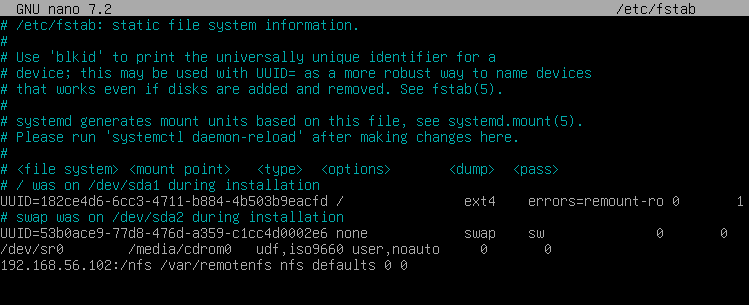 GNU nano 7.2 /etc/fstab
# /etc/fstab: static file system information.
#
# Use 'blkid' to print the universally unique identifier for a
# device; this may be used with UUID= as a more robust way to name devices
# that works even if disks are added and removed. See fstab(5).
#
# systemd generates mount units based on this file, see systemd.mount(5).
# Please run 'systemctl daemon-reload' after making changes here.
#
# <file system> <mount point>   <type>  <options>       <dump>  <pass>
# / was on /dev/sda1 during installation
UUID=182ce4d6-6cc3-4711-b884-4b503b9eacfd /               ext4    errors=remount-ro 0       1
# swap was on /dev/sda2 during installation
UUID=53b0ace9-77d8-476d-a359-c1cc4d0002e6 none            swap    sw              0       0
/dev/sr0        /media/cdrom0   udf,iso9660 user,noauto     0       0
192.168.56.102:/nfs /var/remotenfs nfs defaults 0 0